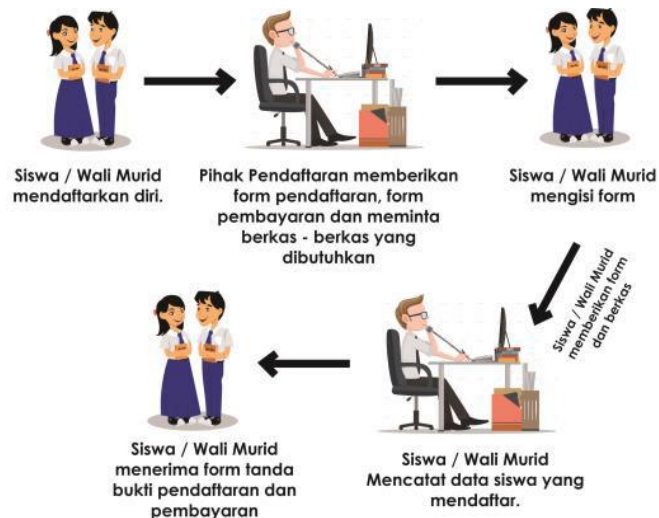 Siswa / Wali Murid
mendaftarkan diri.
Pihak Pendaftaran memberikan
form pendaftaran, form
pembayaran dan meminta
berkas - berkas yang
dibutuhkan
Siswa / Wali Murid
mengisi form
Siswa / Wali Murid
memberikan form
dan berkas
Siswa / Wali Murid
Mencatat data siswa yang
mendaftar.
Siswa / Wali Murid
menerima form tanda
bukti pendaftaran dan
pembayaran